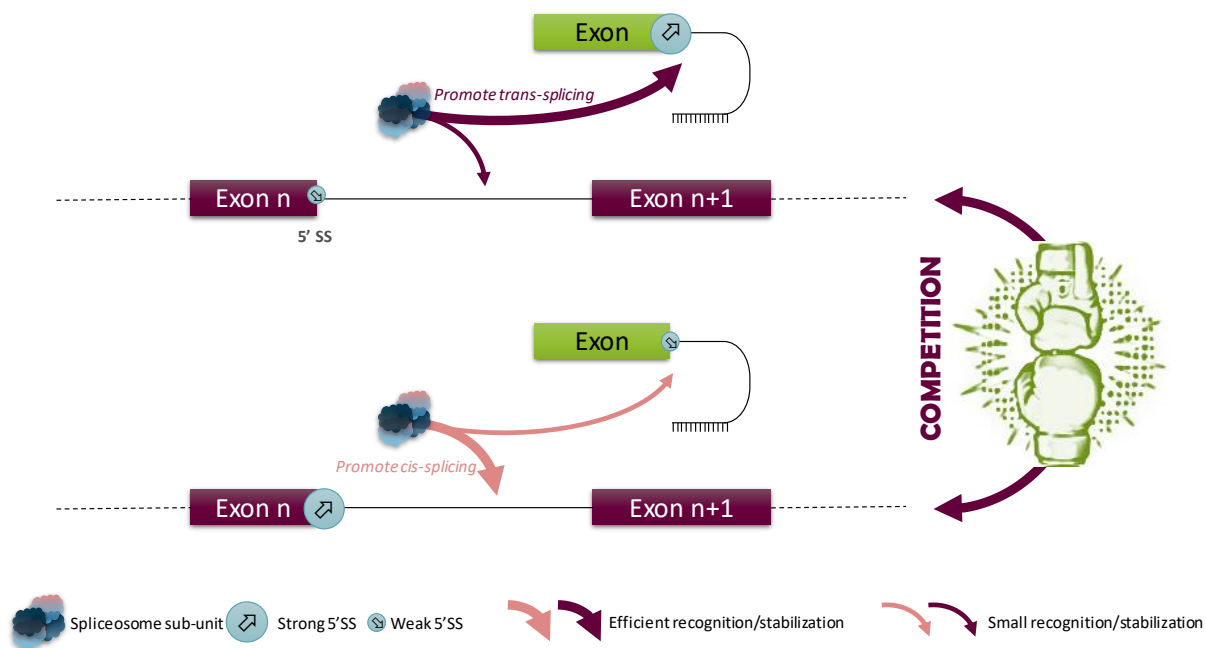 Exon
Promote trans-splicing
Exon n
Exon n+1
5' SS
COMPETITION
Exon
Promote cis-splicing
Exon n
Exon n+1
Spliceosome sub-unit
Strong 5'SS
Weak 5'SS
Efficient recognition/stabilization
Small recognition/stabilization